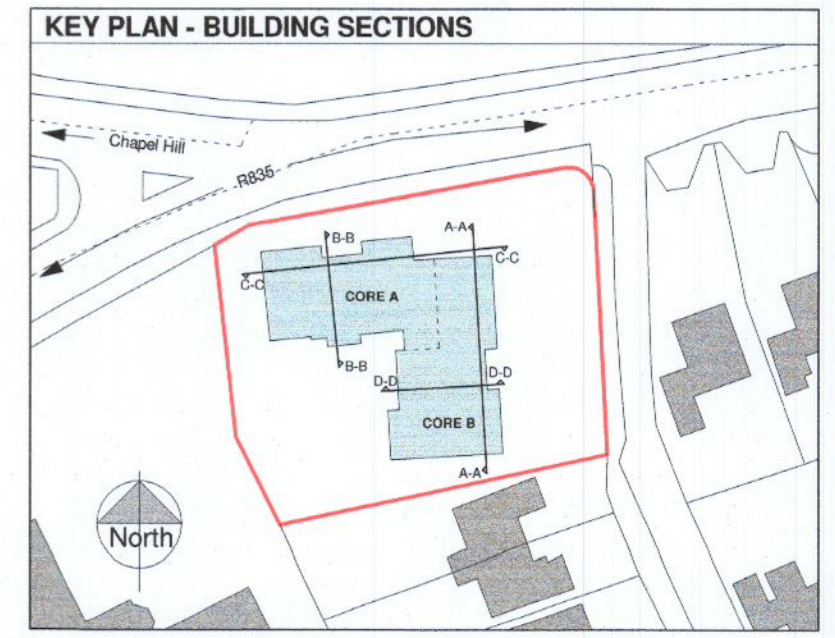 KEY PLAN - BUILDING SECTIONS
Chapel Hill
R835
B-B
A-A
C-C
C-C
CORE A
B-B
D-D
D-D
CORE B
A-A
North